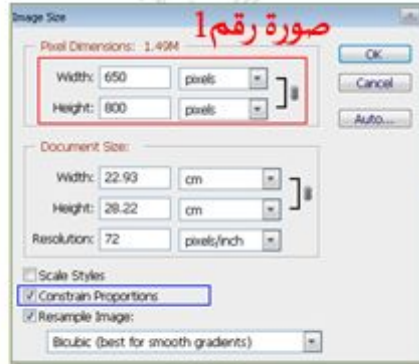 Image Size
صورة رقم1
Pixel Dimensions: 1.49M
Width: 650 pixels
Height: 800 pixels
OK
Cancel
Auto...
Document Size:
Width: 22.93 cm
Height: 28.22 cm
Resolution: 72 pixels/inch
Scale Styles
Constrain Proportions
Resample Image:
Bicubic (best for smooth gradients)